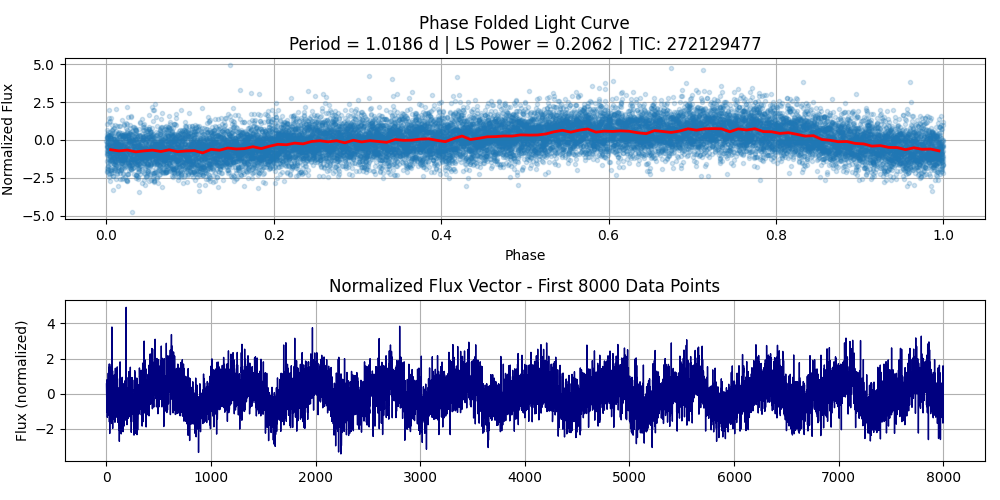 Phase Folded Light Curve
Period = 1.0186 d | LS Power = 0.2062 | TIC: 272129477
Normalized Flux
5.0
2.5
0.0
−2.5
−5.0
0.0 0.2 0.4 0.6 0.8 1.0
Phase
Normalized Flux Vector - First 8000 Data Points
Flux (normalized)
4
2
0
−2
0 1000 2000 3000 4000 5000 6000 7000 8000